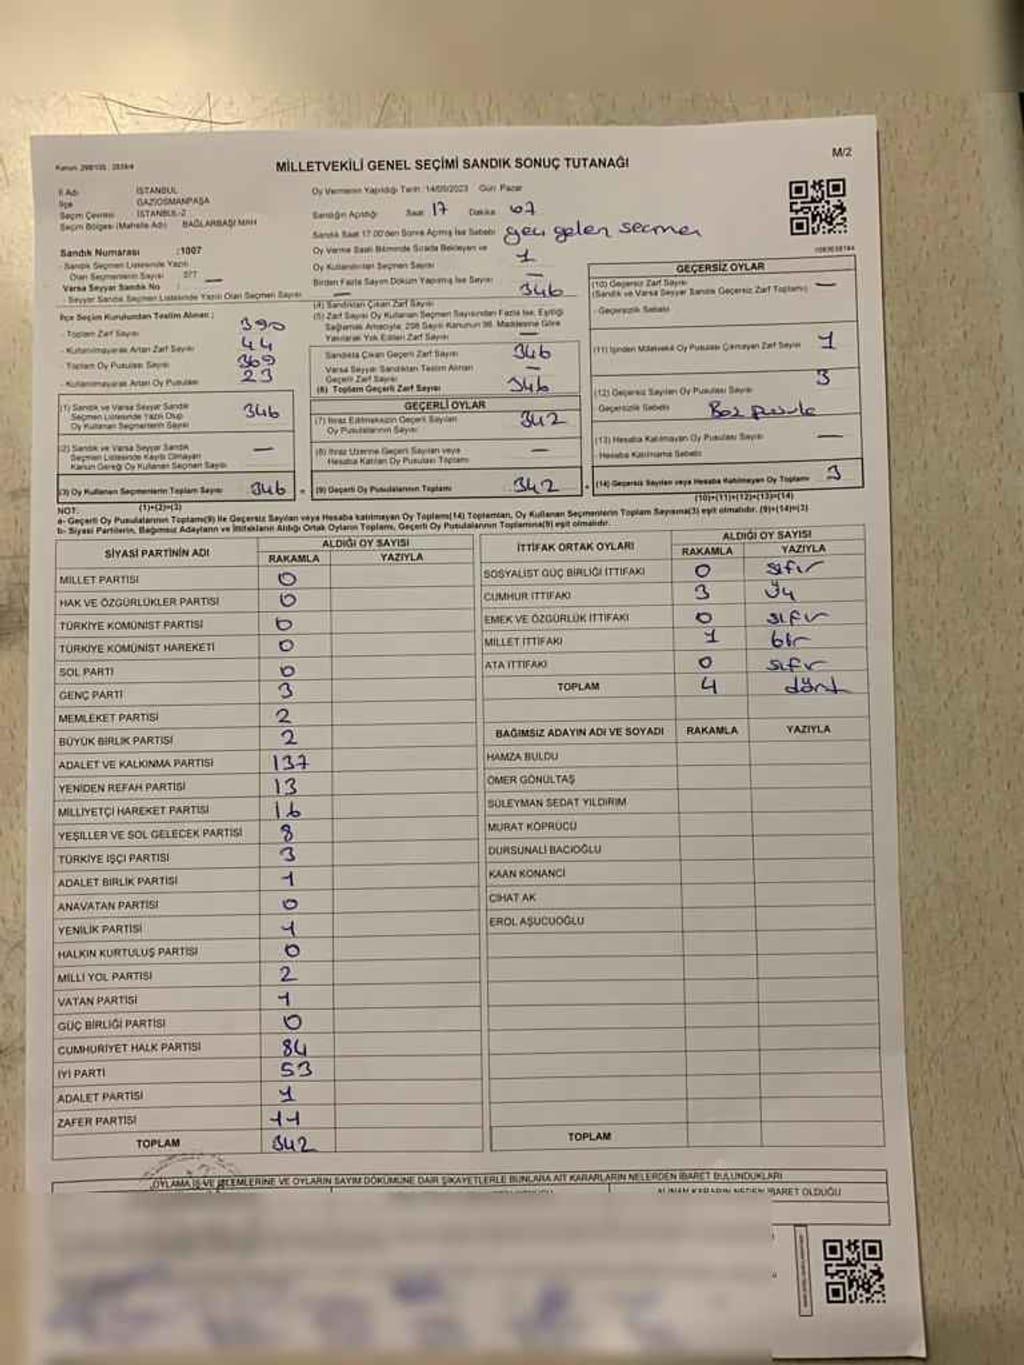 Kanun: 298/105 : 2839/4
M/2
MİLLETVEKİLİ GENEL SEÇİMİ SANDIK SONUÇ TUTANAĞI
İl Adı : İSTANBUL
İlçe : GAZİOSMANPAŞA
Seçim Çevresi : İSTANBUL-2
Seçim Bölgesi (Mahalle Adı) : BAĞLARBAŞI MAH
Sandık Numarası :1007
- Sandık Seçmen Listesinde Yazılı
Olan Seçmenlerin Sayısı : 377
Varsa Seyyar Sandık No : —
- Seyyar Sandık Seçmen Listesinde Yazılı Olan Seçmen Sayısı —
İlçe Seçim Kurulundan Teslim Alınan ;
- Toplam Zarf Sayısı 390
- Kullanılmayarak Artan Zarf Sayısı 44
- Toplam Oy Pusulası Sayısı 369
- Kullanılmayarak Artan Oy Pusulası 23
(1) Sandık ve Varsa Seyyar Sandık
Seçmen Listesinde Yazılı Olup
Oy Kullanan Seçmenlerin Sayısı 346
(2) Sandık ve Varsa Seyyar Sandık
Seçmen Listesinde Kaydı Olmayan
Kanun Gereği Oy Kullanan Seçmen Sayısı —
(3) Oy Kullanan Seçmenlerin Toplam Sayısı 346
(1)+(2)=(3)
Oy Vermenin Yapıldığı Tarih : 14/05/2023 Gün: Pazar
Sandığın Açıldığı Saat 17 Dakika 07
Sandık Saat 17.00'den Sonra Açılmış İse Sebebi geç gelen seçmen
Oy Verme Saati Bitiminde Sırada Bekleyen ve
Oy Kullandırılan Seçmen Sayısı 1
Birden Fazla Sayım Döküm Yapılmış İse Sayısı —
(4) Sandıktan Çıkan Zarf Sayısı 346
(5) Zarf Sayısı Oy Kullanan Seçmen Sayısından Fazla İse, Eşitliği
Sağlamak Amacıyla; 298 Sayılı Kanunun 98. Maddesine Göre
Yakılarak Yok Edilen Zarf Sayısı —
Sandıkta Çıkan Geçerli Zarf Sayısı 346
Varsa Seyyar Sandıktan Teslim Alınan
Geçerli Zarf Sayısı —
(6) Toplam Geçerli Zarf Sayısı 346
GEÇERLİ OYLAR
(7) İtiraz Edilmeksizin Geçerli Sayılan
Oy Pusulalarının Sayısı 342
(8) İtiraz Üzerine Geçerli Sayılan veya
Hesaba Katılan Oy Pusulası Toplamı —
(9) Geçerli Oy Pusulalarının Toplamı 342
GEÇERSİZ OYLAR
(10) Geçersiz Zarf Sayısı —
(Sandık ve Varsa Seyyar Sandık Geçersiz Zarf Toplamı)
- Geçersizlik Sebebi
(11) İçinden Milletvekili Oy Pusulası Çıkmayan Zarf Sayısı 1
(12) Geçersiz Sayılan Oy Pusulası Sayısı 3
Geçersizlik Sebebi Boş pusula
(13) Hesaba Katılmayan Oy Pusulası Sayısı —
- Hesaba Katılmama Sebebi
(14) Geçersiz Sayılan veya Hesaba Katılmayan Oy Toplamı 3
(10)+(11)+(12)+(13)=(14)
NOT:
a- Geçerli Oy Pusulasının Toplamı(9) ile Geçersiz Sayılan veya Hesaba Katılmayan Oy Toplamı(14) Toplamları, Oy Kullanan Seçmenlerin Toplam Sayısına(3) eşit olmalıdır. (9)+(14)=(3)
b- Siyasi Partilerin, Bağımsız Adayların ve İttifakların Aldığı Ortak Oyların Toplamı, Geçerli Oy Pusulalarının Toplamına(9) eşit olmalıdır.
SİYASİ PARTİNİN ADI ALDIĞI OY SAYISI
RAKAMLA YAZIYLA
MİLLET PARTİSİ 0
HAK VE ÖZGÜRLÜKLER PARTİSİ 0
TÜRKİYE KOMÜNİST PARTİSİ 0
TÜRKİYE KOMÜNİST HAREKETİ 0
SOL PARTİ 0
GENÇ PARTİ 3
MEMLEKET PARTİSİ 2
BÜYÜK BİRLİK PARTİSİ 2
ADALET VE KALKINMA PARTİSİ 137
YENİDEN REFAH PARTİSİ 13
MİLLİYETÇİ HAREKET PARTİSİ 16
YEŞİLLER VE SOL GELECEK PARTİSİ 8
TÜRKİYE İŞÇİ PARTİSİ 3
ADALET BİRLİK PARTİSİ 1
ANAVATAN PARTİSİ 0
YENİLİK PARTİSİ 1
HALKIN KURTULUŞ PARTİSİ 0
MİLLİ YOL PARTİSİ 2
VATAN PARTİSİ 1
GÜÇ BİRLİĞİ PARTİSİ 0
CUMHURİYET HALK PARTİSİ 84
İYİ PARTİ 53
ADALET PARTİSİ 1
ZAFER PARTİSİ 11
TOPLAM 342
İTTİFAK ORTAK OYLARI ALDIĞI OY SAYISI
RAKAMLA YAZIYLA
SOSYALİST GÜÇ BİRLİĞİ İTTİFAKI 0 sıfır
CUMHUR İTTİFAKI 3 üç
EMEK VE ÖZGÜRLÜK İTTİFAKI 0 sıfır
MİLLET İTTİFAKI 1 bir
ATA İTTİFAKI 0 sıfır
TOPLAM 4 dört
BAĞIMSIZ ADAYIN ADI VE SOYADI RAKAMLA YAZIYLA
HAMZA BULDU
ÖMER GÖNÜLTAŞ
SÜLEYMAN SEDAT YILDIRIM
MURAT KÖPRÜCÜ
DURSUNALİ BACIOĞLU
KAAN KONANCI
CİHAT AK
EROL AŞUCUOĞLU
TOPLAM
OYLAMA İŞ VE İŞLEMLERİNE VE OYLARIN SAYIM DÖKÜMÜNE DAİR ŞİKAYETLERLE BUNLARA AİT KARARLARIN NELERDEN İBARET BULUNDUKLARI
ALINAN KARARIN NEDEN İBARET OLDUĞU